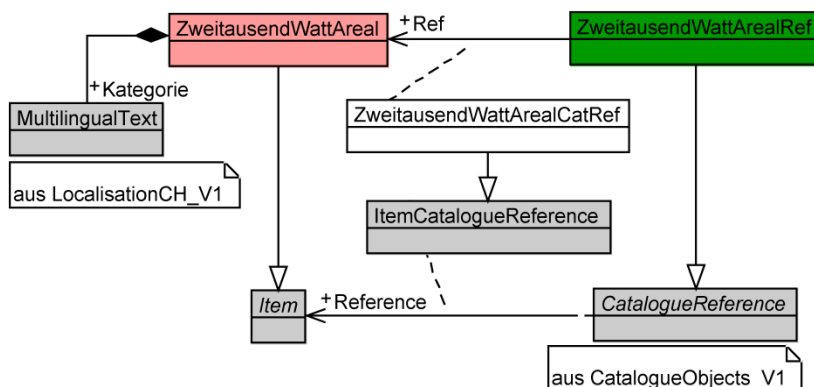 ZweitausendWattAreal
+Ref
ZweitausendWattArealRef
+Kategorie
MultilingualText
ZweitausendWattArealCatRef
aus LocalisationCH_V1
ItemCatalogueReference
Item
+Reference
CatalogueReference
aus CatalogueObjects_V1